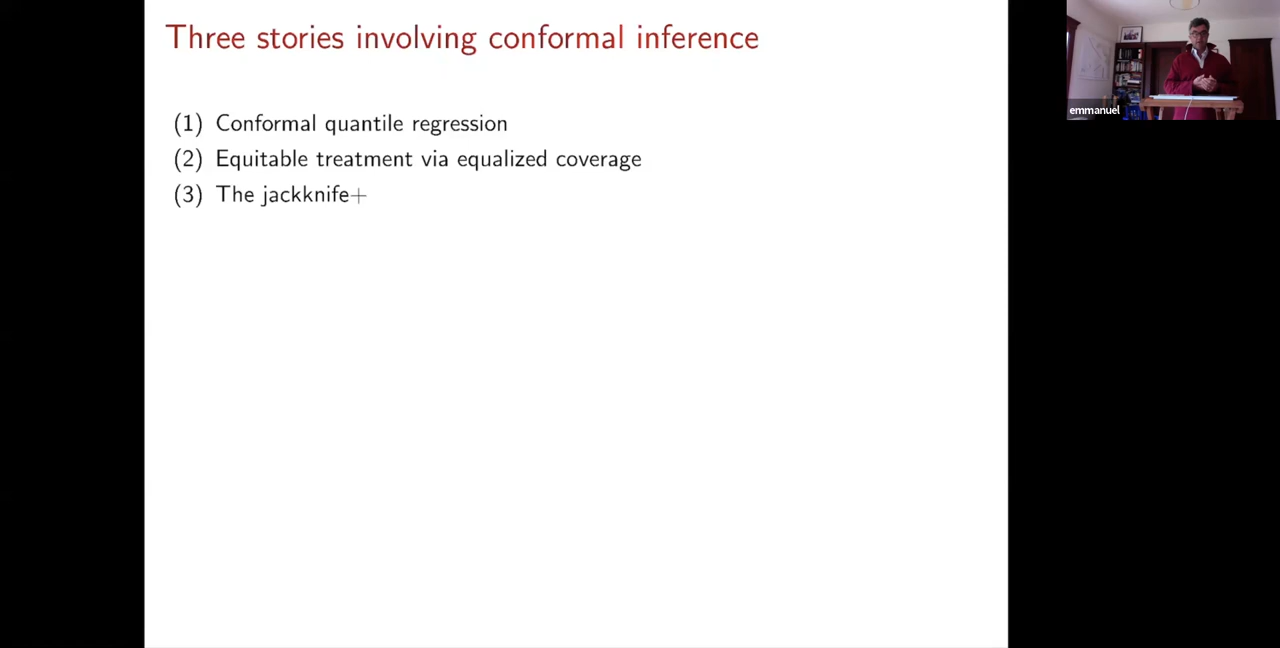 Three stories involving conformal inference
(1) Conformal quantile regression
(2) Equitable treatment via equalized coverage
(3) The jackknife+
emmanuel